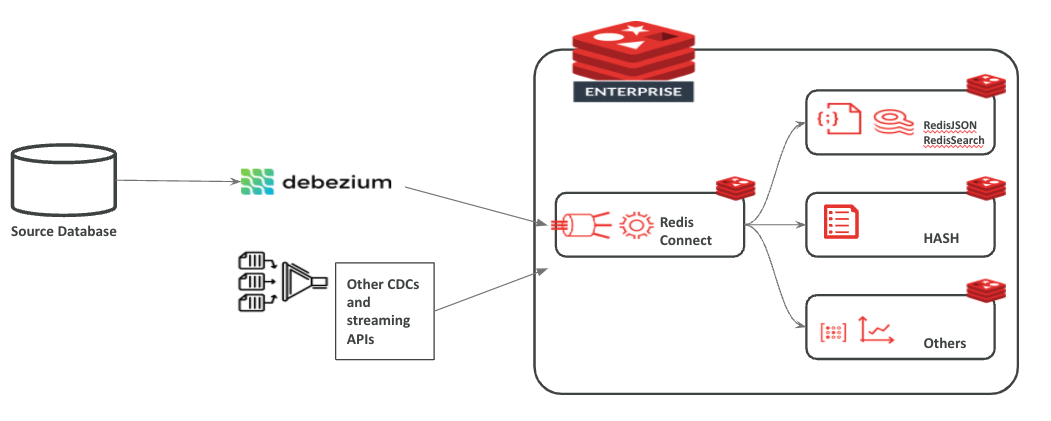 ENTERPRISE
RedisJSON
RedisSearch
debezium
Source Database
Redis
Connect
HASH
Other CDCs
and
streaming
APIs
Others